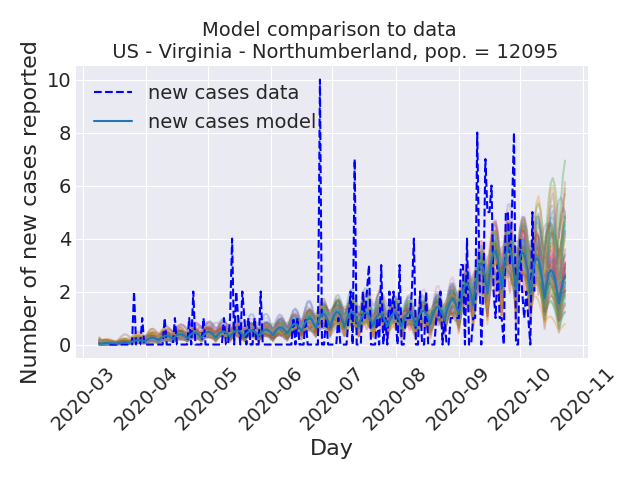 Model comparison to data
US - Virginia - Northumberland, pop. = 12095
Number of new cases reported
10
8
6
4
2
0
new cases data
new cases model
2020-03
2020-04
2020-05
2020-06
2020-07
2020-08
2020-09
2020-10
2020-11
Day